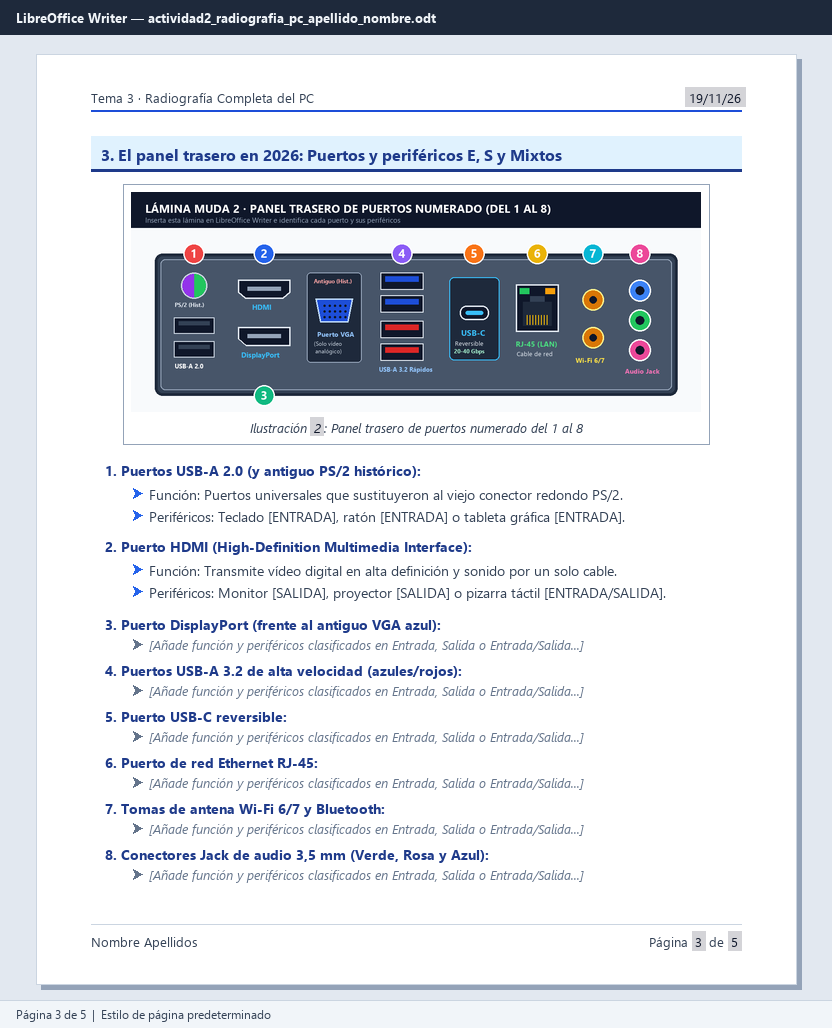 LibreOffice Writer — actividad2_radiografia_pc_apellido_nombre.odt
Tema 3 · Radiografía Completa del PC
19/11/26
3. El panel trasero en 2026: Puertos y periféricos E, S y Mixtos
LÁMINA MUDA 2 · PANEL TRASERO DE PUERTOS NUMERADO (DEL 1 AL 8)
Inserta esta lámina en LibreOffice Writer e identifica cada puerto y sus periféricos
1
2
4
5
6
7
8
PS/2 (Hist.)
USB-A 2.0
HDMI
DisplayPort
3
Antiguo (Hist.)
Puerto VGA
(Solo vídeo
analógico)
USB-A 3.2 Rápidos
USB-C
Reversible
20-40 Gbps
RJ-45 (LAN)
Cable de red
Wi-Fi 6/7
Audio Jack
Ilustración 2: Panel trasero de puertos numerado del 1 al 8
1. Puertos USB-A 2.0 (y antiguo PS/2 histórico):
Función: Puertos universales que sustituyeron al viejo conector redondo PS/2.
Periféricos: Teclado [ENTRADA], ratón [ENTRADA] o tableta gráfica [ENTRADA].
2. Puerto HDMI (High-Definition Multimedia Interface):
Función: Transmite vídeo digital en alta definición y sonido por un solo cable.
Periféricos: Monitor [SALIDA], proyector [SALIDA] o pizarra táctil [ENTRADA/SALIDA].
3. Puerto DisplayPort (frente al antiguo VGA azul):
[Añade función y periféricos clasificados en Entrada, Salida o Entrada/Salida...]
4. Puertos USB-A 3.2 de alta velocidad (azules/rojos):
[Añade función y periféricos clasificados en Entrada, Salida o Entrada/Salida...]
5. Puerto USB-C reversible:
[Añade función y periféricos clasificados en Entrada, Salida o Entrada/Salida...]
6. Puerto de red Ethernet RJ-45:
[Añade función y periféricos clasificados en Entrada, Salida o Entrada/Salida...]
7. Tomas de antena Wi-Fi 6/7 y Bluetooth:
[Añade función y periféricos clasificados en Entrada, Salida o Entrada/Salida...]
8. Conectores Jack de audio 3,5 mm (Verde, Rosa y Azul):
[Añade función y periféricos clasificados en Entrada, Salida o Entrada/Salida...]
Nombre Apellidos
Página 3 de 5
Página 3 de 5 | Estilo de página predeterminado